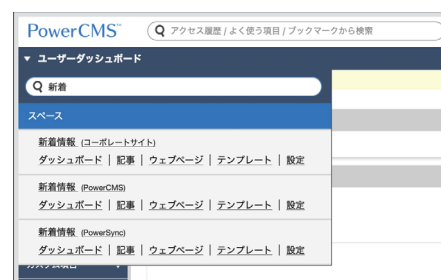 PowerCMS™
アクセス履歴 / よく使う項目 / ブックマークから検索
▼ ユーザーダッシュボード
新着
スペース
新着情報 (コーポレートサイト)
ダッシュボード | 記事 | ウェブページ | テンプレート | 設定
新着情報 (PowerCMS)
ダッシュボード | 記事 | ウェブページ | テンプレート | 設定
新着情報 (PowerSync)
ダッシュボード | 記事 | ウェブページ | テンプレート | 設定
カスタム項目